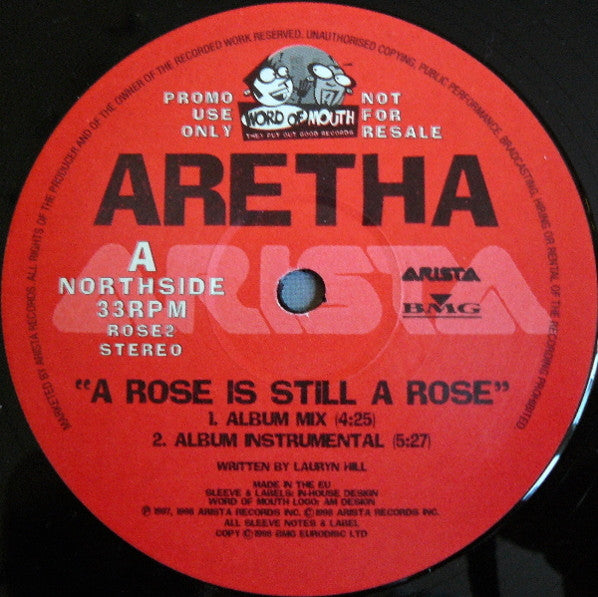 MARKETED BY ARISTA RECORDS. ALL RIGHTS OF THE PRODUCER AND OF THE OWNER OF THE RECORDED WORK RESERVED. UNAUTHORISED COPYING, PUBLIC PERFORMANCE, BROADCASTING, HIRING OR RENTAL OF THE RECORDING PROHIBITED
PROMO
USE
ONLY
WORD OF MOUTH
THEY PUT OUT GOOD RECORDS
NOT
FOR
RESALE
ARETHA
ARISTA
A
NORTHSIDE
33RPM
ROSE2
STEREO
ARISTA
BMG
"A ROSE IS STILL A ROSE"
1. ALBUM MIX (4:25)
2. ALBUM INSTRUMENTAL (5:27)
WRITTEN BY LAURYN HILL
MADE IN THE EU
SLEEVE & LABELS: IN-HOUSE DESIGN
WORD OF MOUTH LOGO: AM DESIGN
℗ 1997, 1998 ARISTA RECORDS INC. © 1998 ARISTA RECORDS INC.
ALL SLEEVE NOTES & LABEL
COPY © 1998 BMG EURODISC LTD